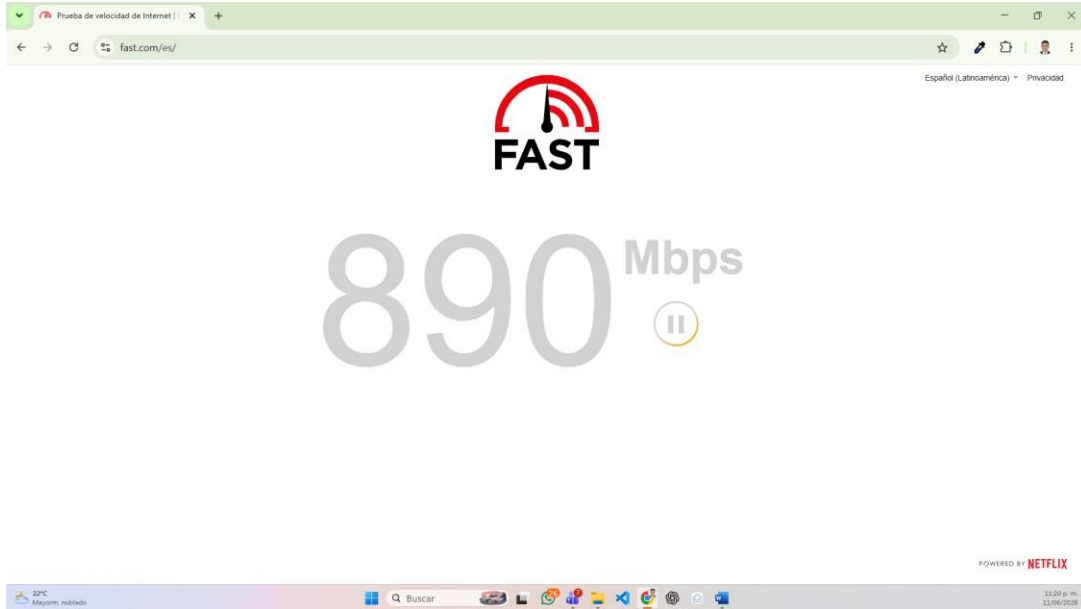 Prueba de velocidad de Internet |
fast.com/es/
Español (Latinoamérica)
Privacidad
FAST
890 Mbps
POWERED BY NETFLIX
22°C
Mayorm. nublado
Buscar
11:20 p. m.
11/06/2026